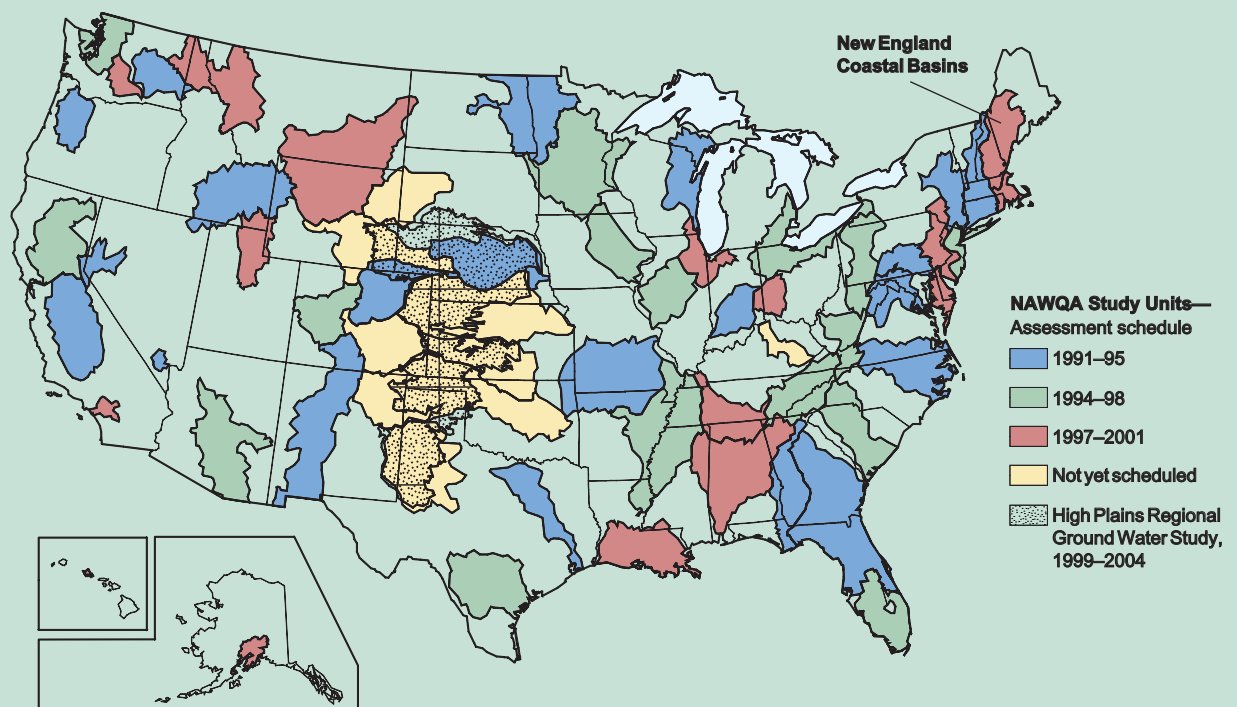 New England
Coastal Basins
NAWQA Study Units—
Assessment schedule
1991–95
1994–98
1997–2001
Not yet scheduled
High Plains Regional
Ground Water Study,
1999–2004